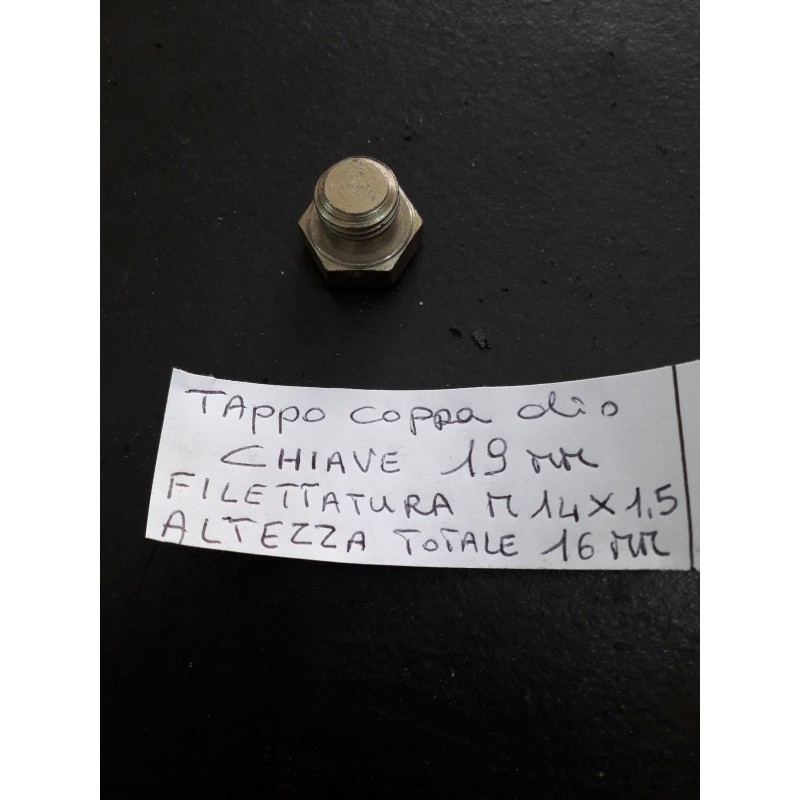 TAppo coppa olio
CHIAVE 19 mm
FILETTATURA M 14 X 1,5
ALTEZZA TOTALE 16 mm